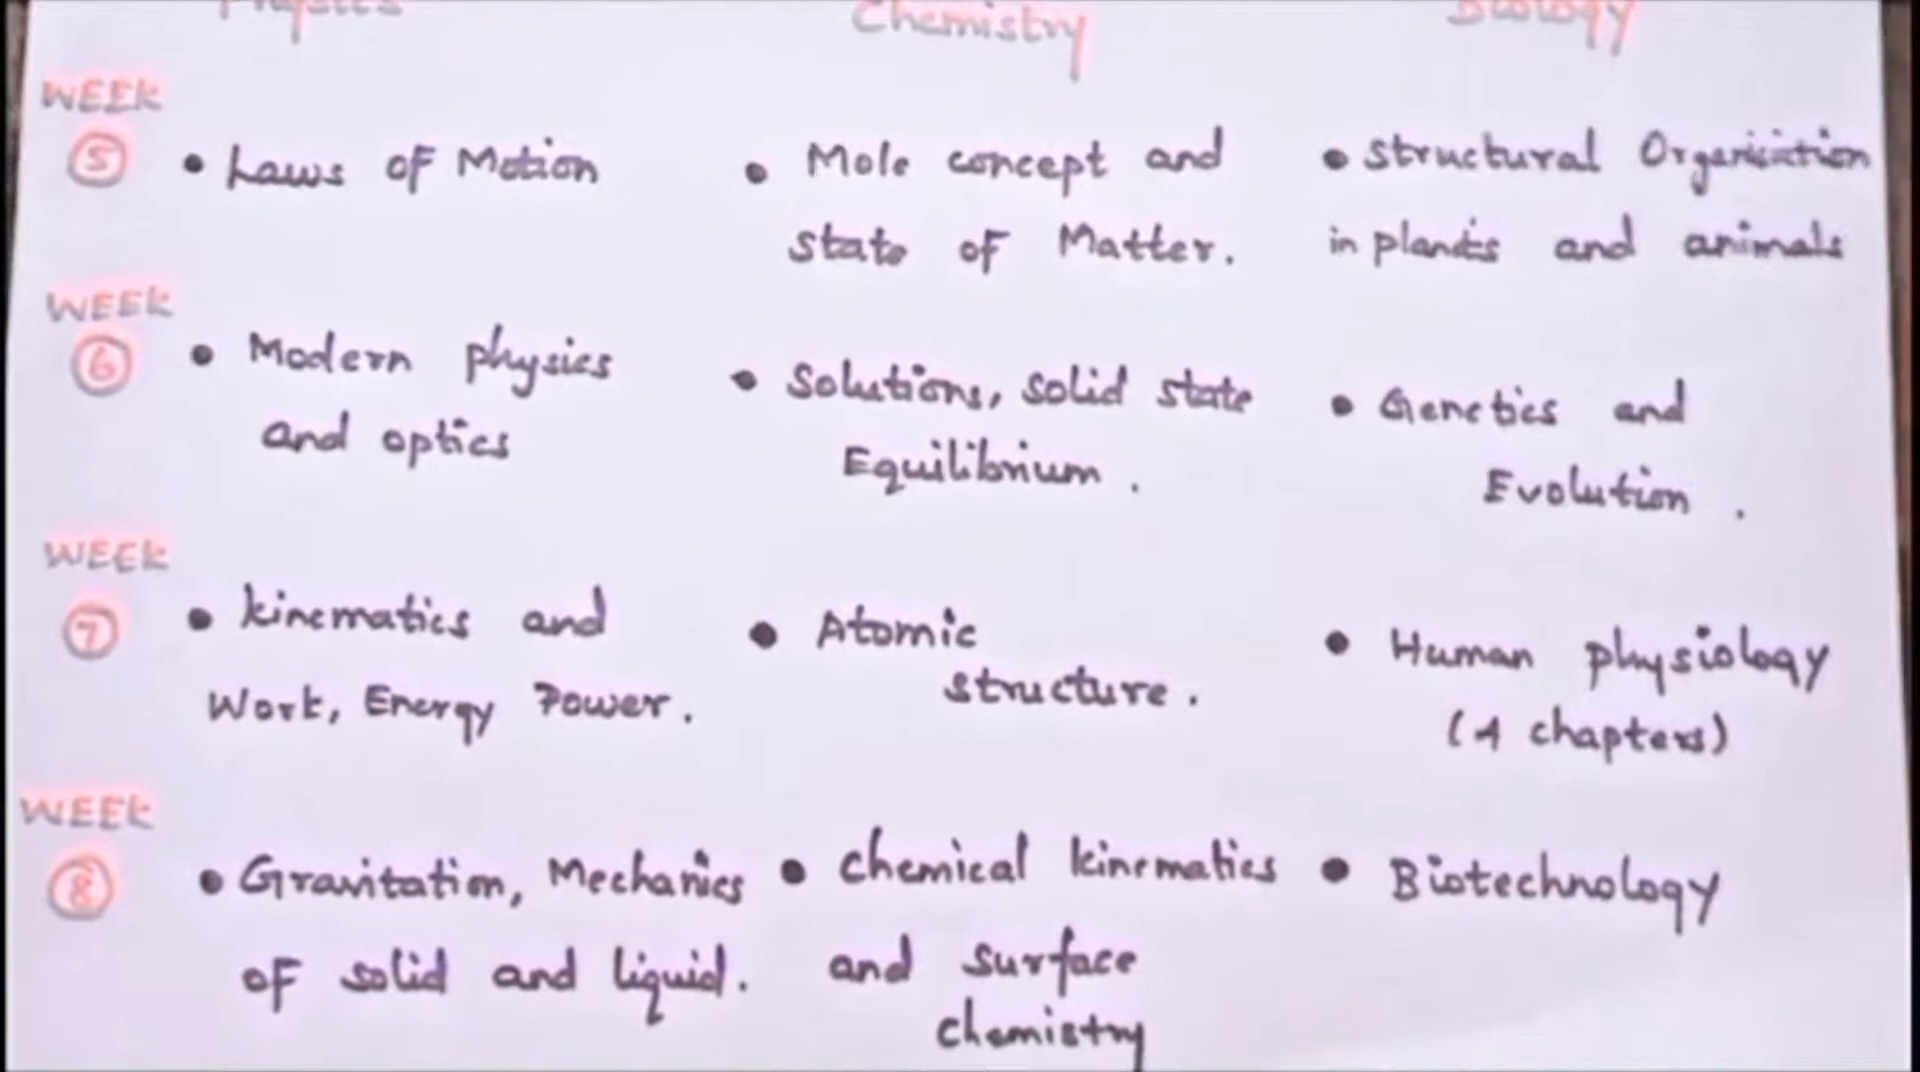 Physics Chemistry Biology
WEEK
5 • Laws of Motion • Mole concept and • Structural Organisation
State of Matter. in plants and animals
WEEK
6 • Modern physics • Solutions, solid state • Genetics and
and optics Equilibrium. Evolution.
WEEK
7 • kinematics and • Atomic • Human physiology
Work, Energy Power. structure. (4 chapters)
WEEK
8 • Gravitation, Mechanics • Chemical kinematics • Biotechnology
of solid and liquid. and surface
chemistry